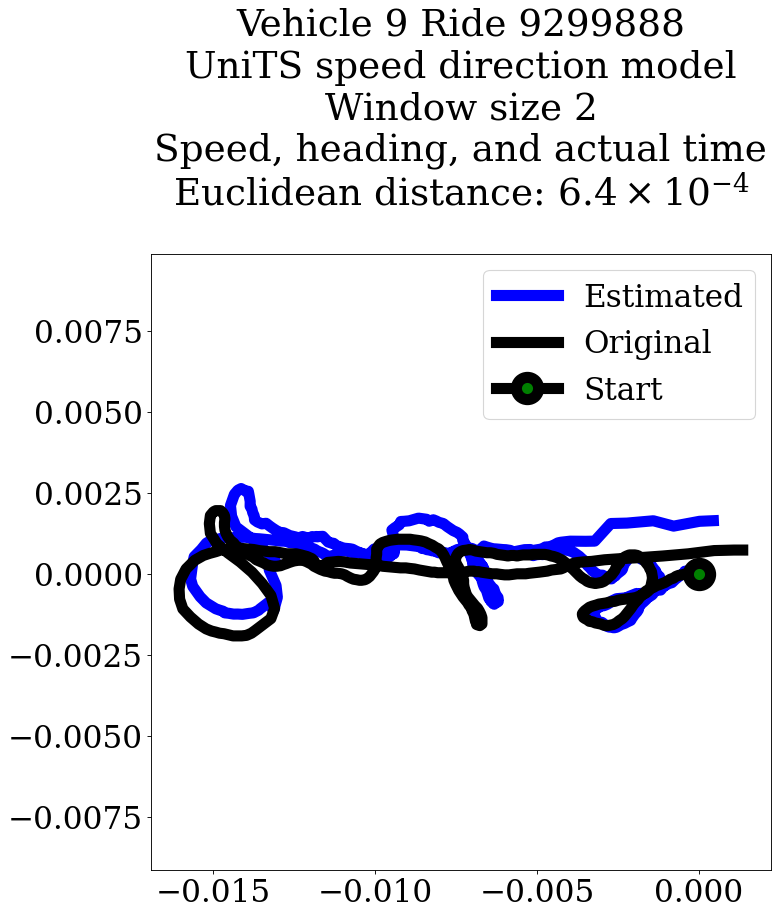 Vehicle 9 Ride 9299888
UniTS speed direction model
Window size 2
Speed, heading, and actual time
Euclidean distance: 6.4 × 10⁻⁴
Estimated
Original
Start
0.0075
0.0050
0.0025
0.0000
−0.0025
−0.0050
−0.0075
−0.015 −0.010 −0.005 0.000